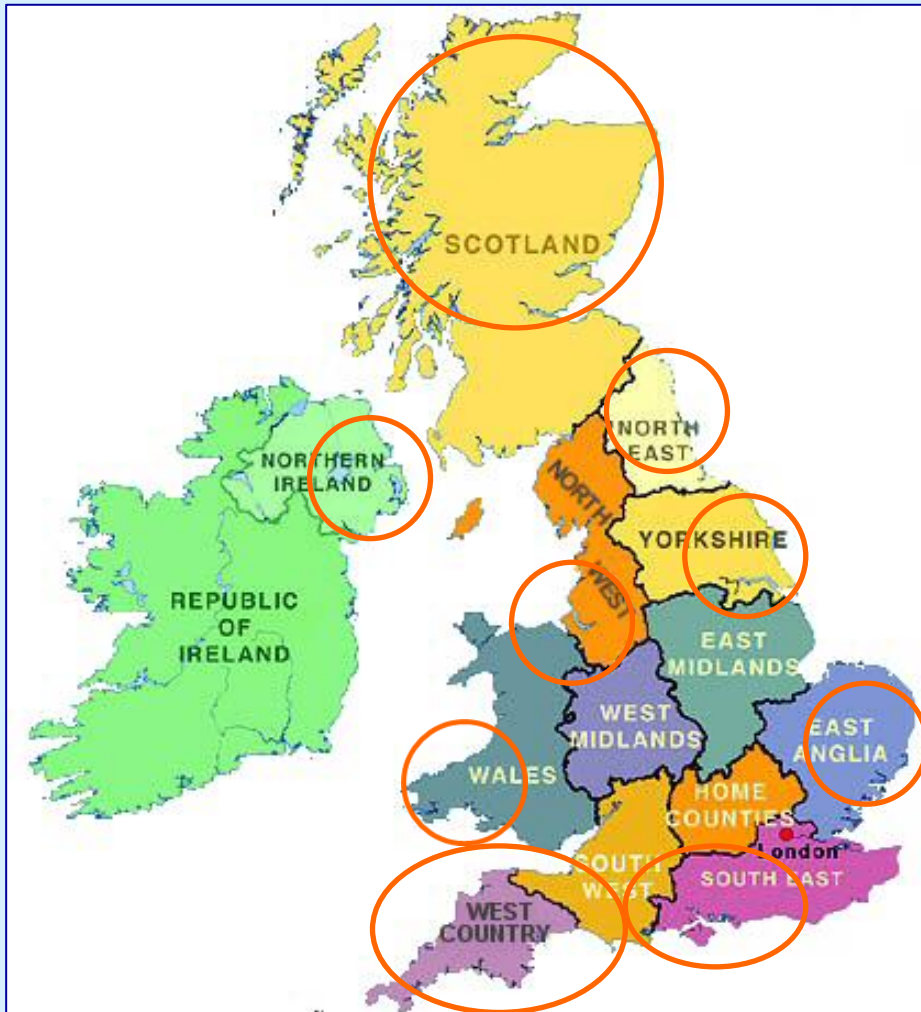 SCOTLAND
NORTH
EAST
NORTHERN
IRELAND
NORTH
WEST
YORKSHIRE
REPUBLIC
OF
IRELAND
EAST
MIDLANDS
WEST
MIDLANDS
EAST
ANGLIA
WALES
HOME
COUNTIES
London
SOUTH
WEST
SOUTH EAST
WEST
COUNTRY